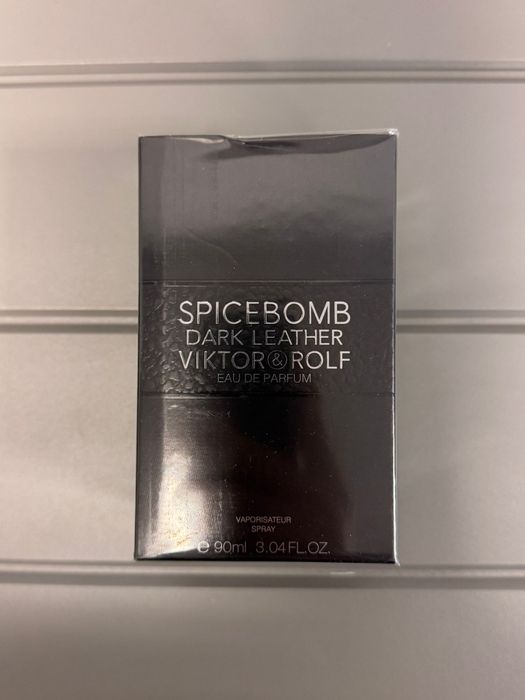 SPICEBOMB
DARK LEATHER
VIKTOR&ROLF
EAU DE PARFUM
VAPORISATEUR
SPRAY
℮ 90ml 3.04 FL.OZ.